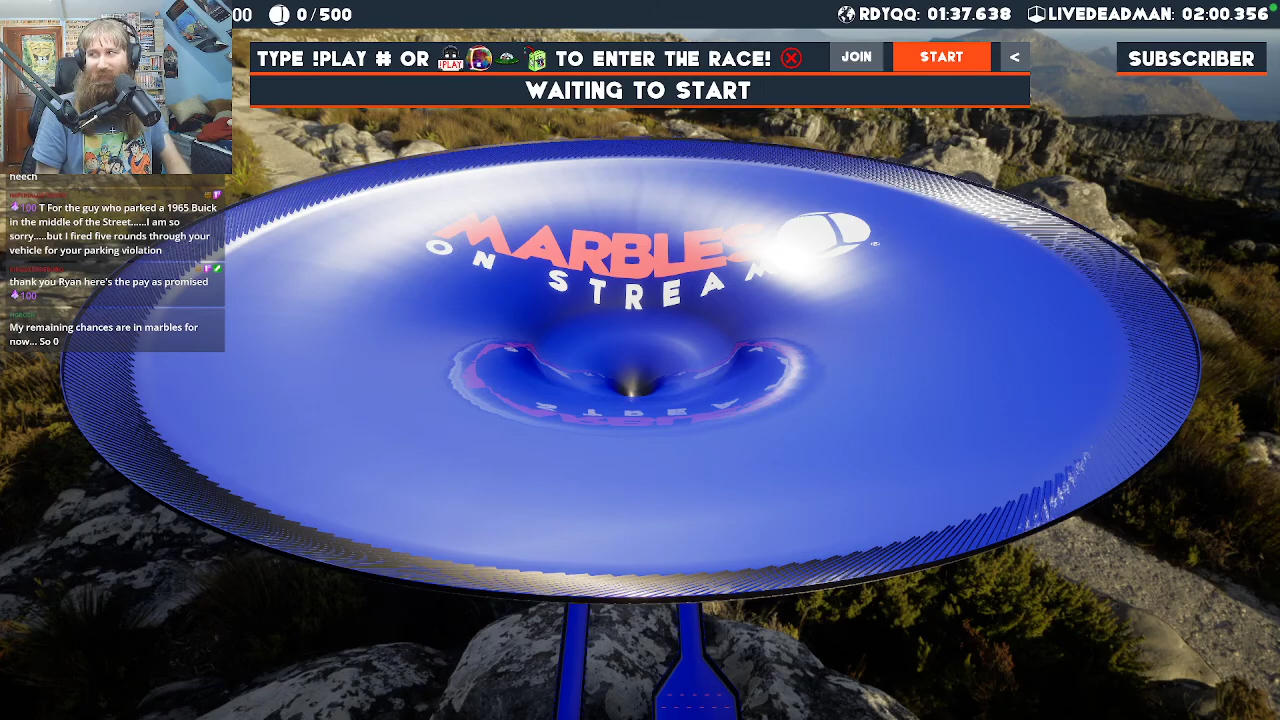 00 0/500 RDYQQ: 01:37.638 LIVEDEADMAN: 02:00.356
TYPE !PLAY # OR !PLAY TO ENTER THE RACE! JOIN START < SUBSCRIBER
WAITING TO START
heech
100 T For the guy who parked a 1965 Buick
in the middle of the Street......I am so
sorry.....but I fired five rounds through your
vehicle for your parking violation
thank you Ryan here's the pay as promised
100
My remaining chances are in marbles for
now... So 0
MARBLES
ON STREAM